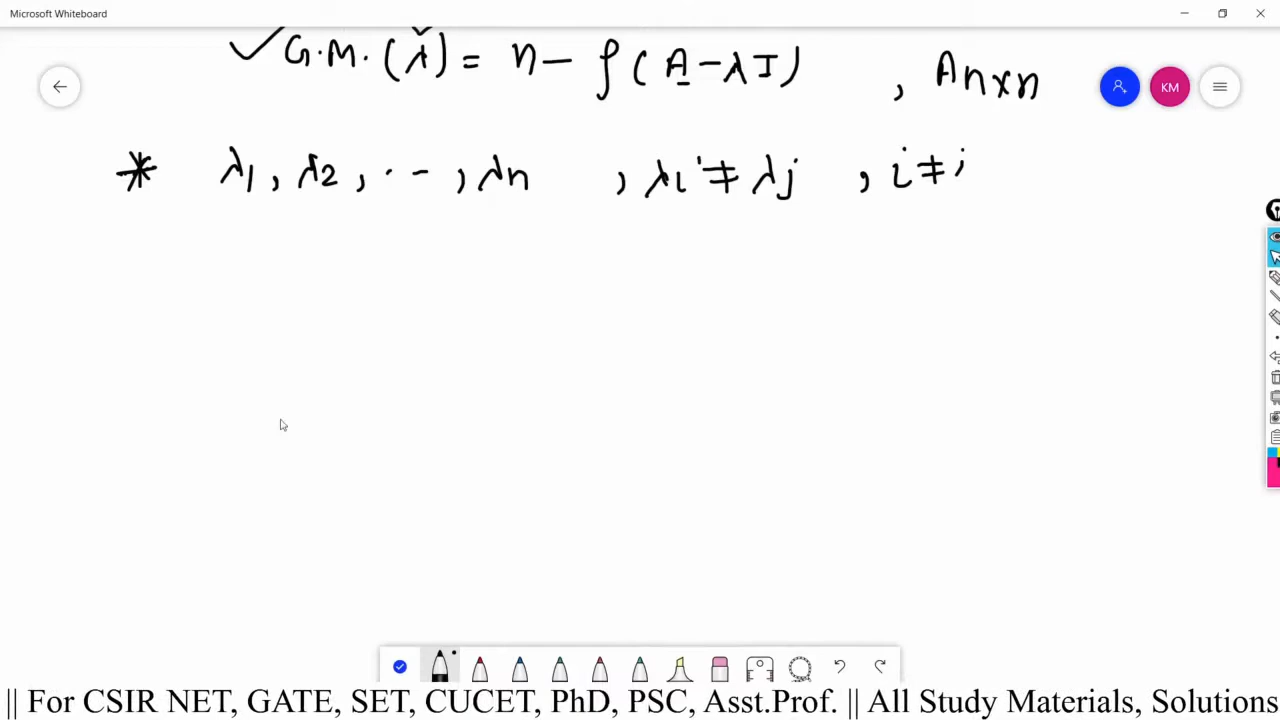 Microsoft Whiteboard
✓ G.M.(λ) = n - ρ(A - λI) , A n×n
KM
* λ1, λ2, ..., λn , λi ≠ λj , i ≠ j
|| For CSIR NET, GATE, SET, CUCET, PhD, PSC, Asst.Prof. || All Study Materials, Solutions